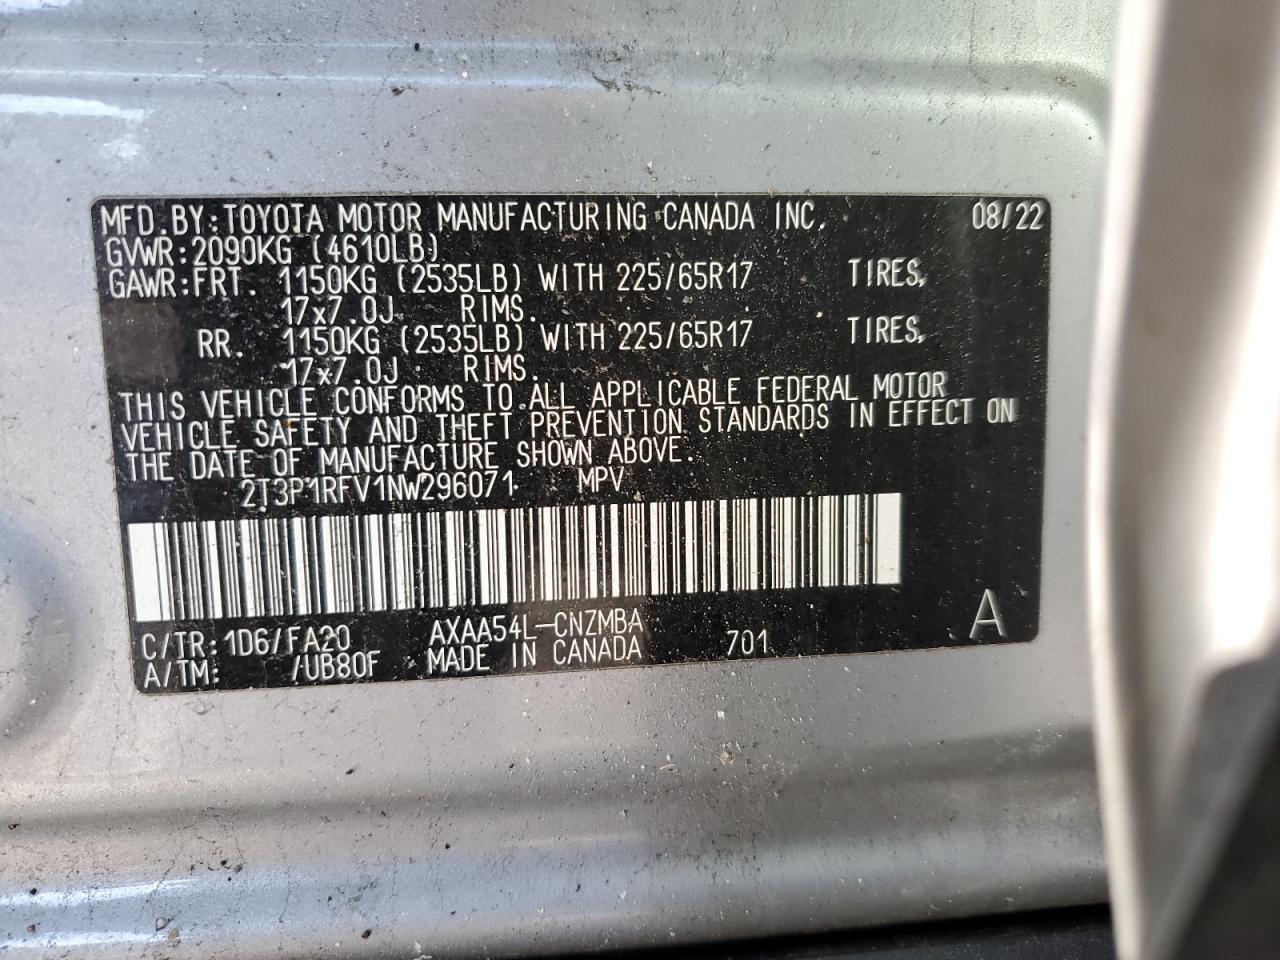 MFD.BY:TOYOTA MOTOR MANUFACTURING CANADA INC. 08/22
GVWR:2090KG (4610LB)
GAWR:FRT. 1150KG (2535LB) WITH 225/65R17 TIRES,
17x7.0J RIMS.
RR. 1150KG (2535LB) WITH 225/65R17 TIRES,
17x7.0J RIMS.
THIS VEHICLE CONFORMS TO ALL APPLICABLE FEDERAL MOTOR
VEHICLE SAFETY AND THEFT PREVENTION STANDARDS IN EFFECT ON
THE DATE OF MANUFACTURE SHOWN ABOVE.
2T3P1RFV1NW296071 MPV
C/TR:1D6/FA20 AXAA54L-CNZMBA
A/TM: /UB80F MADE IN CANADA 701 A